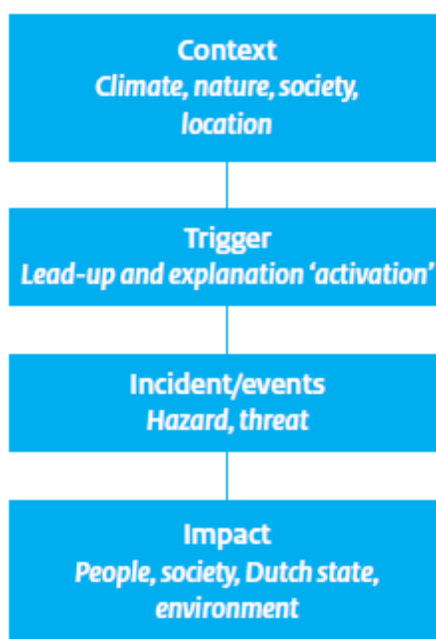 Context
Climate, nature, society,
location
Trigger
Lead-up and explanation ‘activation’
Incident/events
Hazard, threat
Impact
People, society, Dutch state,
environment